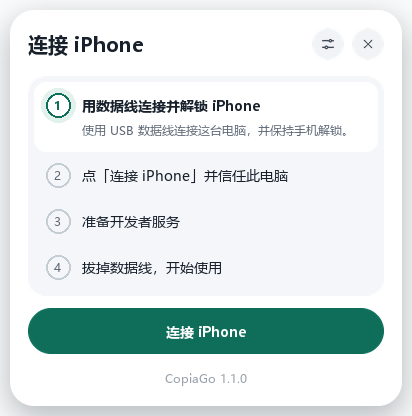 连接 iPhone
1
用数据线连接并解锁 iPhone
使用 USB 数据线连接这台电脑，并保持手机解锁。
2
点「连接 iPhone」并信任此电脑
3
准备开发者服务
4
拔掉数据线，开始使用
连接 iPhone
CopiaGo 1.1.0